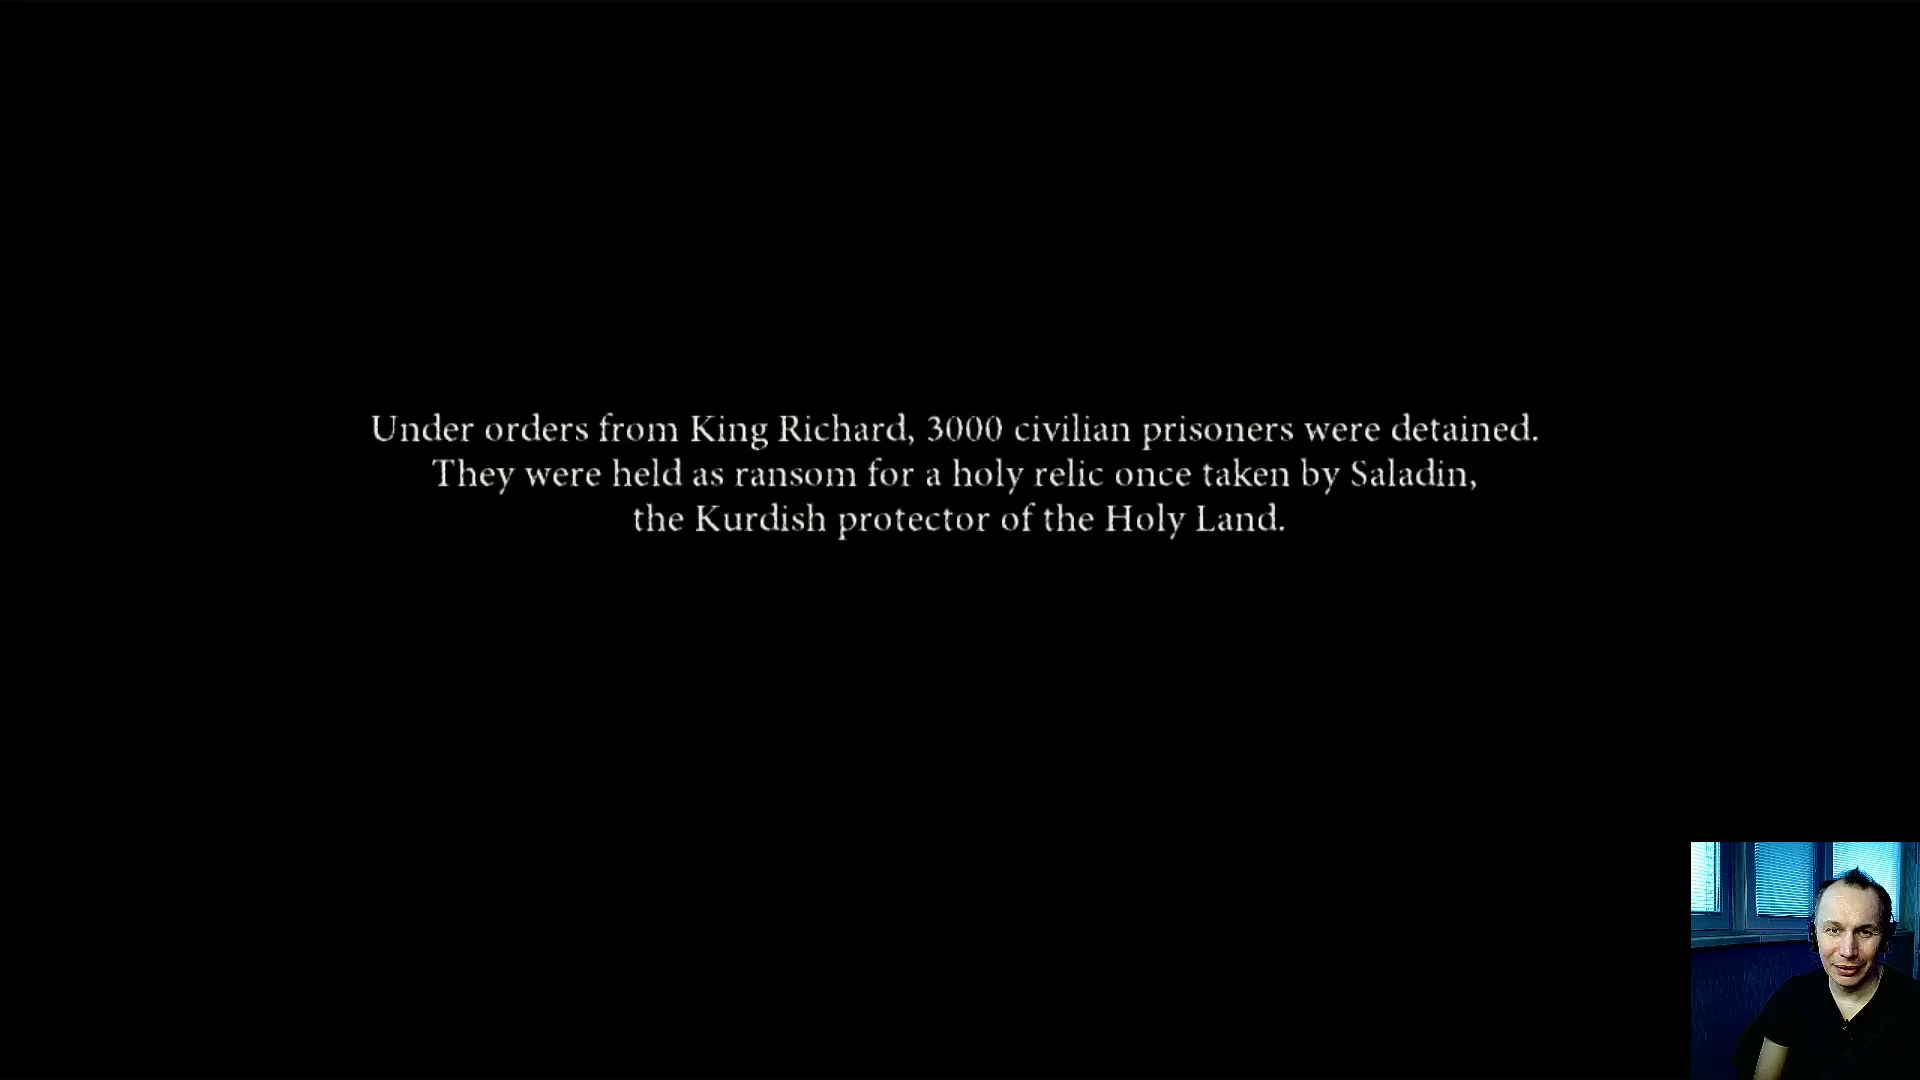 Under orders from King Richard, 3000 civilian prisoners were detained.
They were held as ransom for a holy relic once taken by Saladin,
the Kurdish protector of the Holy Land.